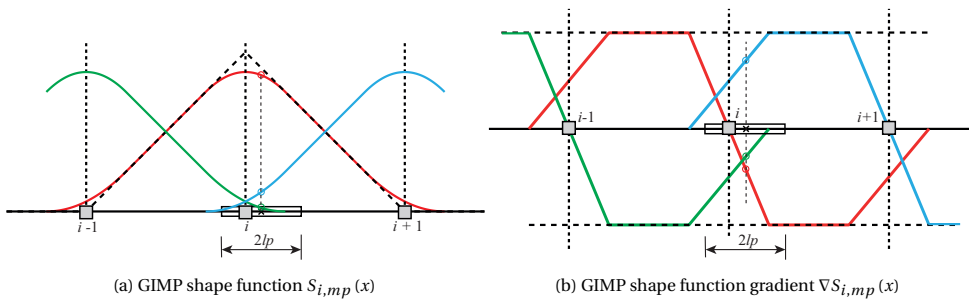 i -1
i
i + 1
2lp
(a) GIMP shape function S_{i,mp}(x)
i-1
i
i+1
2lp
(b) GIMP shape function gradient ∇S_{i,mp}(x)